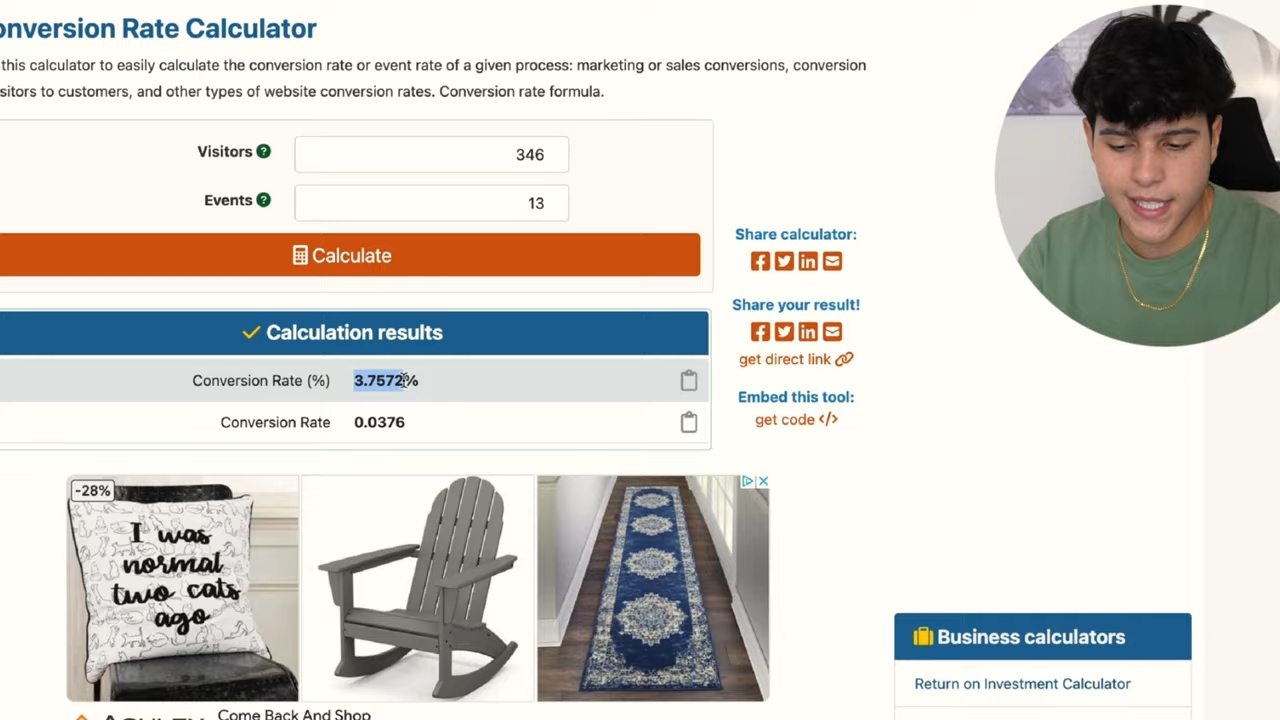 onversion Rate Calculator
this calculator to easily calculate the conversion rate or event rate of a given process: marketing or sales conversions, conversion
sitors to customers, and other types of website conversion rates. Conversion rate formula.
Visitors ?
346
Events ?
13
Calculate
Share calculator:
Share your result!
get direct link
Embed this tool:
get code </>
Calculation results
Conversion Rate (%)
3.7572%
Conversion Rate
0.0376
-28%
I was
normal
two cats
ago
Come Back And Shop
Business calculators
Return on Investment Calculator